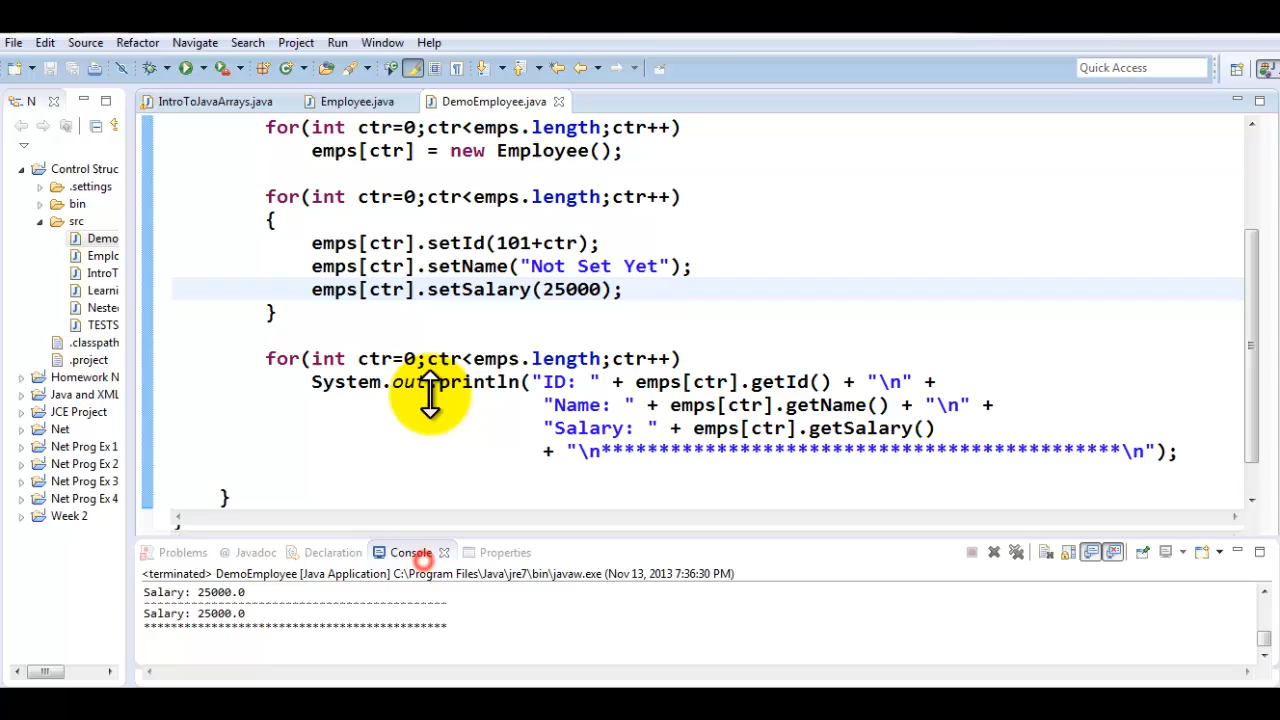 File Edit Source Refactor Navigate Search Project Run Window Help
Quick Access
N
IntroToJavaArrays.java Employee.java DemoEmployee.java
Control Struc
.settings
bin
src
Demo
Emplc
IntroT
Learni
Neste
TESTS
.classpath
.project
Homework N
Java and XML
JCE Project
Net
Net Prog Ex 1
Net Prog Ex 2
Net Prog Ex 3
Net Prog Ex 4
Week 2
for(int ctr=0;ctr<emps.length;ctr++)
emps[ctr] = new Employee();
for(int ctr=0;ctr<emps.length;ctr++)
{
emps[ctr].setId(101+ctr);
emps[ctr].setName("Not Set Yet");
emps[ctr].setSalary(25000);
}
for(int ctr=0;ctr<emps.length;ctr++)
System.out.println("ID: " + emps[ctr].getId() + "\n" +
"Name: " + emps[ctr].getName() + "\n" +
"Salary: " + emps[ctr].getSalary()
+ "\n*********************************************\n");
}
Problems @ Javadoc Declaration Console Properties
<terminated> DemoEmployee [Java Application] C:\Program Files\Java\jre7\bin\javaw.exe (Nov 13, 2013 7:36:30 PM)
Salary: 25000.0
Salary: 25000.0
*********************************************